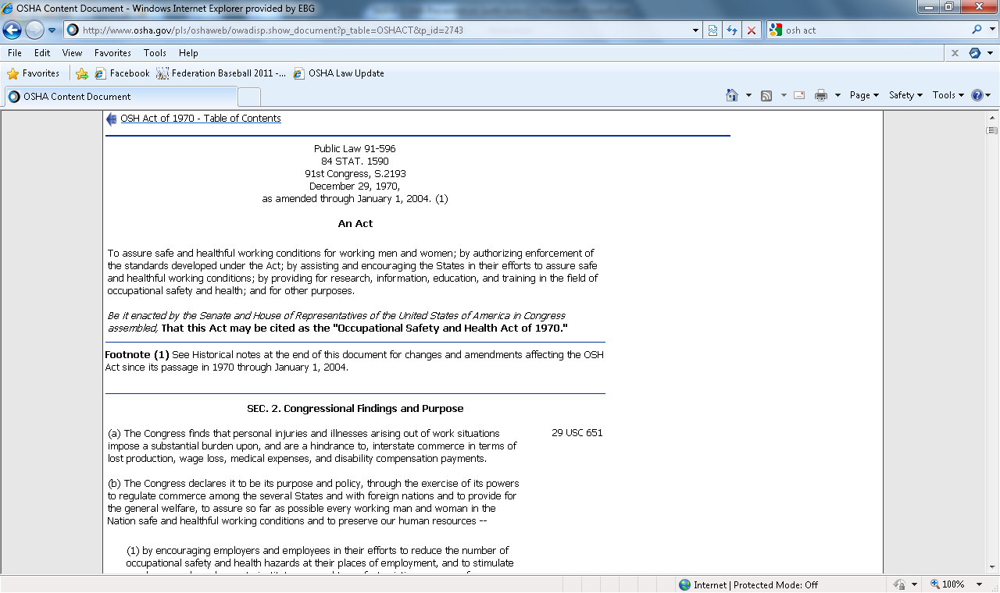 OSHA Content Document - Windows Internet Explorer provided by EBG
http://www.osha.gov/pls/oshaweb/owadisp.show_document?p_table=OSHACT&p_id=2743
osh act
File Edit View Favorites Tools Help
Favorites Facebook Federation Baseball 2011 -... OSHA Law Update
OSHA Content Document
Page Safety Tools
OSH Act of 1970 - Table of Contents
Public Law 91-596
84 STAT. 1590
91st Congress, S.2193
December 29, 1970,
as amended through January 1, 2004. (1)
An Act
To assure safe and healthful working conditions for working men and women; by authorizing enforcement of
the standards developed under the Act; by assisting and encouraging the States in their efforts to assure safe
and healthful working conditions; by providing for research, information, education, and training in the field of
occupational safety and health; and for other purposes.
Be it enacted by the Senate and House of Representatives of the United States of America in Congress
assembled, That this Act may be cited as the "Occupational Safety and Health Act of 1970."
Footnote (1) See Historical notes at the end of this document for changes and amendments affecting the OSH
Act since its passage in 1970 through January 1, 2004.
SEC. 2. Congressional Findings and Purpose
(a) The Congress finds that personal injuries and illnesses arising out of work situations 29 USC 651
impose a substantial burden upon, and are a hindrance to, interstate commerce in terms of
lost production, wage loss, medical expenses, and disability compensation payments.
(b) The Congress declares it to be its purpose and policy, through the exercise of its powers
to regulate commerce among the several States and with foreign nations and to provide for
the general welfare, to assure so far as possible every working man and woman in the
Nation safe and healthful working conditions and to preserve our human resources --
(1) by encouraging employers and employees in their efforts to reduce the number of
occupational safety and health hazards at their places of employment, and to stimulate
Internet | Protected Mode: Off
100%